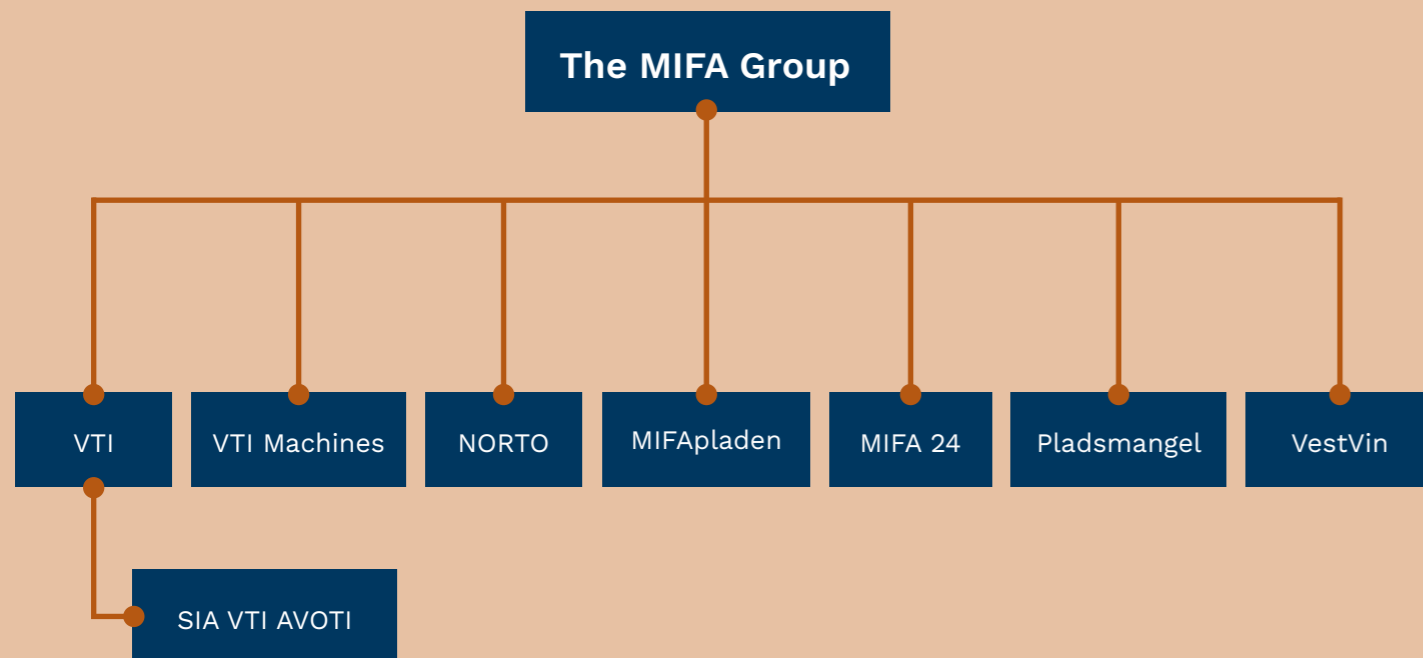 The MIFA Group
VTI
VTI Machines
NORTO
MIFApladen
MIFA 24
Pladsmangel
VestVin
SIA VTI AVOTI